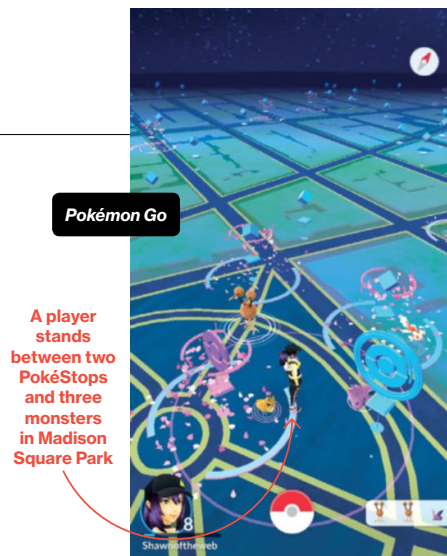 Pokémon Go
A player
stands
between two
PokéStops
and three
monsters
in Madison
Square Park
8
Shawnoftheweb